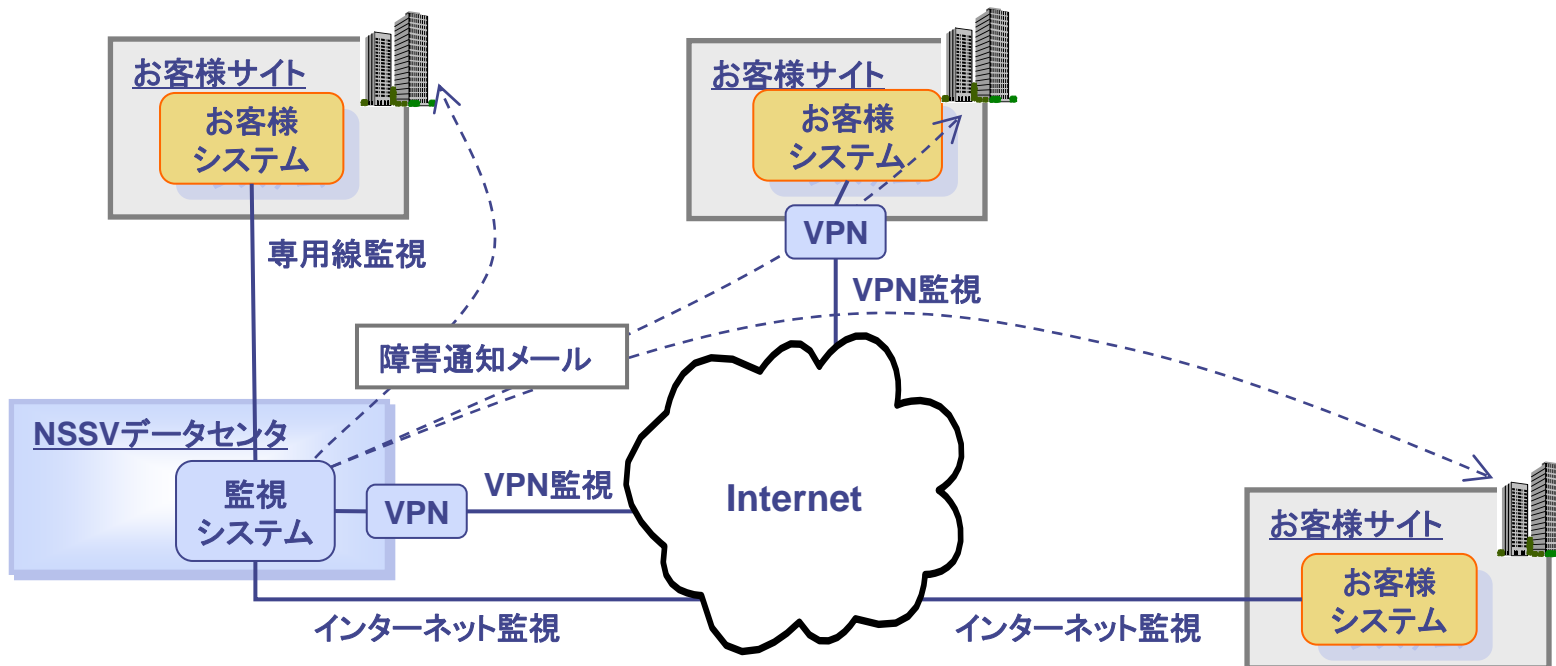 お客様サイト
お客様
システム
お客様サイト
お客様
システム
VPN
専用線監視
VPN監視
障害通知メール
NSSVデータセンタ
監視
システム
VPN
VPN監視
Internet
インターネット監視
インターネット監視
お客様サイト
お客様
システム